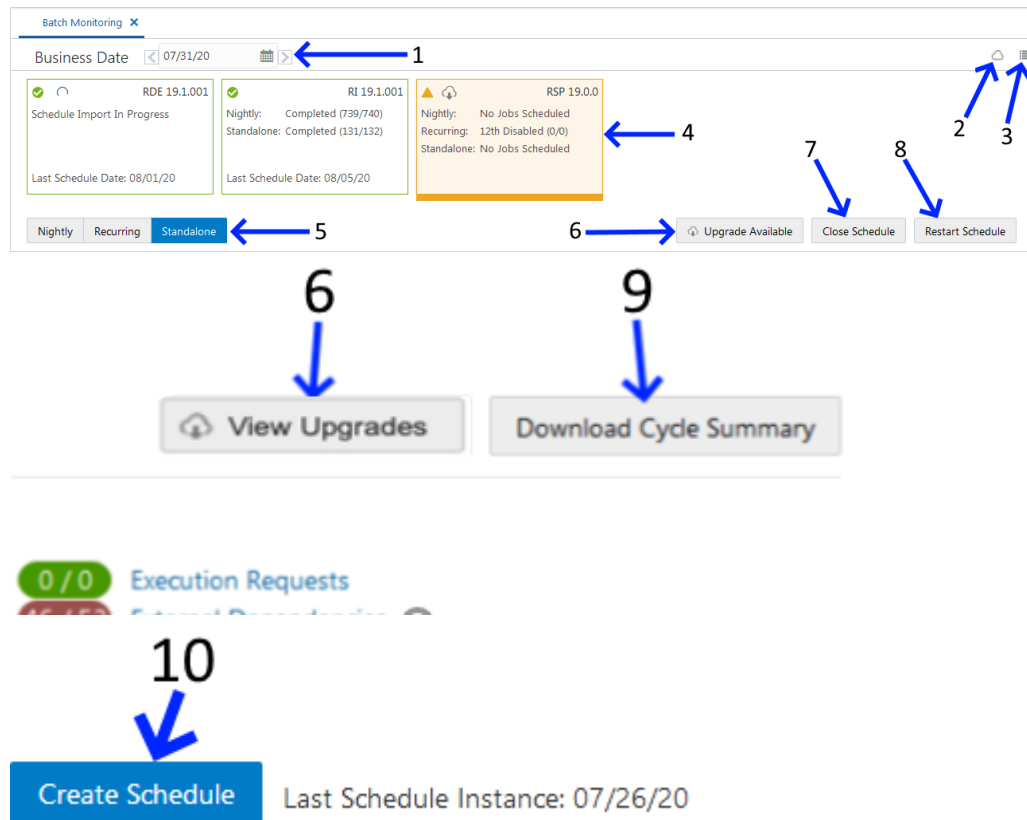 Batch Monitoring ×
Business Date < 07/31/20 > 1
RDE 19.1.001
Schedule Import In Progress
Last Schedule Date: 08/01/20
RI 19.1.001
Nightly: Completed (739/740)
Standalone: Completed (131/132)
Last Schedule Date: 08/05/20
RSP 19.0.0
Nightly: No Jobs Scheduled
Recurring: 12th Disabled (0/0)
Standalone: No Jobs Scheduled
4
2
3
7
8
Nightly Recurring Standalone 5
6 Upgrade Available Close Schedule Restart Schedule
6
9
View Upgrades Download Cycle Summary
0 / 0 Execution Requests
10
Create Schedule Last Schedule Instance: 07/26/20